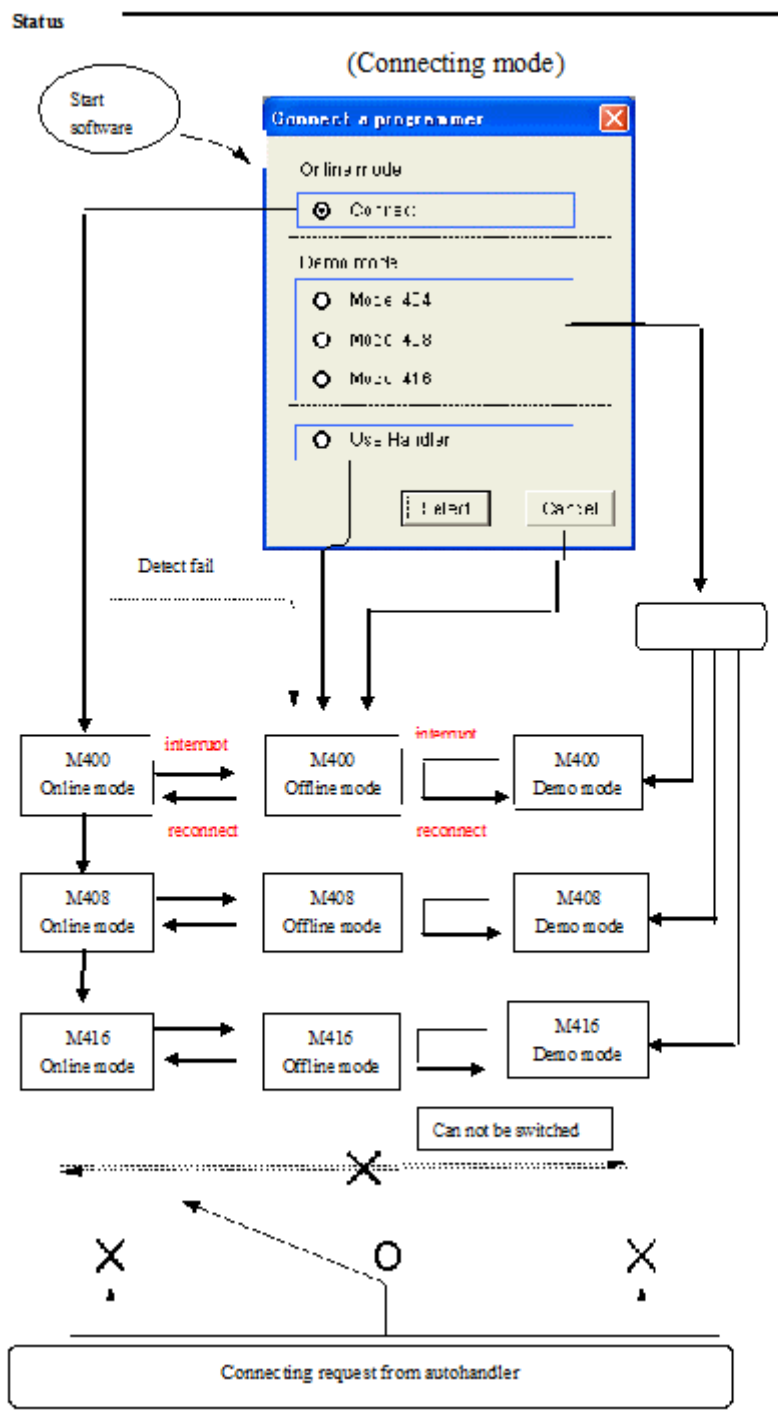 Status
(Connecting mode)
Start
software
Connect a programmer
Online mode
Connect
Demo mode
Model 404
Model 408
Model 416
Use Handler
Select
Cancel
Detect fail
M400
Online mode
interrupt
reconnect
M400
Offline mode
interrupt
reconnect
M400
Demo mode
M408
Online mode
M408
Offline mode
M408
Demo mode
M416
Online mode
M416
Offline mode
M416
Demo mode
Can not be switched
X
X
O
X
Connecting request from autohandler